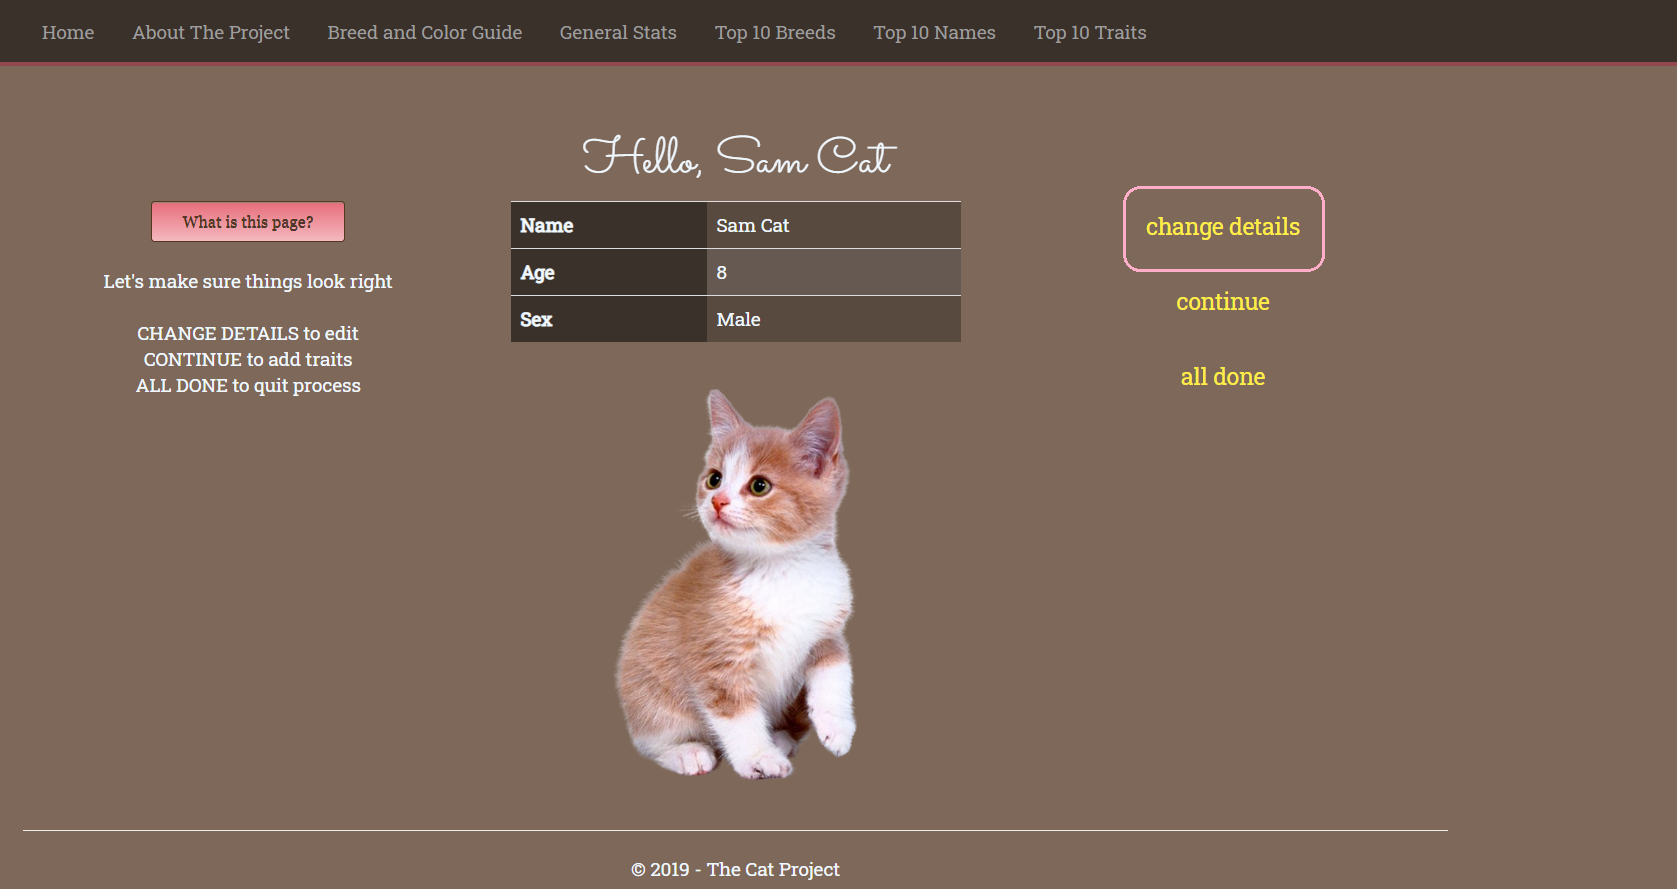 Home About The Project Breed and Color Guide General Stats Top 10 Breeds Top 10 Names Top 10 Traits
Hello, Sam Cat
What is this page?
Let's make sure things look right
CHANGE DETAILS to edit
CONTINUE to add traits
ALL DONE to quit process
Name Sam Cat
Age 8
Sex Male
change details
continue
all done
© 2019 - The Cat Project